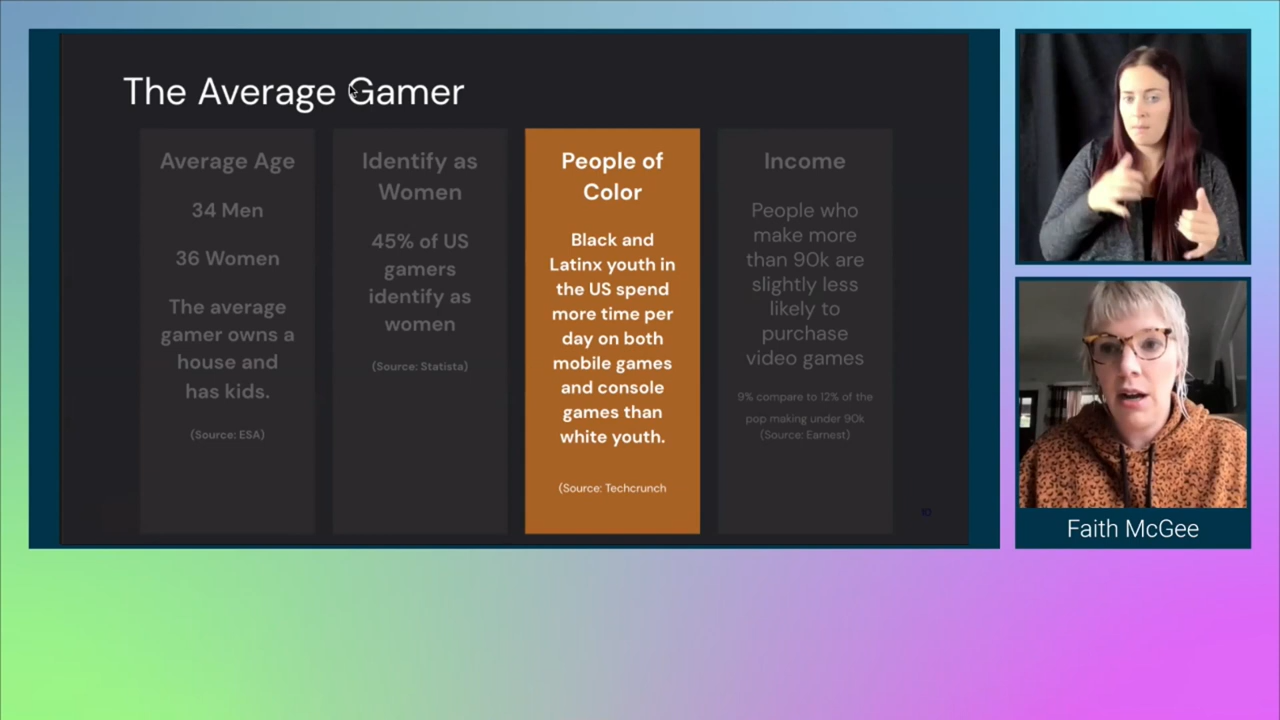 The Average Gamer
Average Age
34 Men
36 Women
The average
gamer owns a
house and
has kids.
(Source: ESA)
Identify as
Women
45% of US
gamers
identify as
women
(Source: Statista)
People of
Color
Black and
Latinx youth in
the US spend
more time per
day on both
mobile games
and console
games than
white youth.
(Source: Techcrunch
Income
People who
make more
than 90k are
slightly less
likely to
purchase
video games
9% compare to 12% of the
pop making under 90k
(Source: Earnest)
Faith McGee